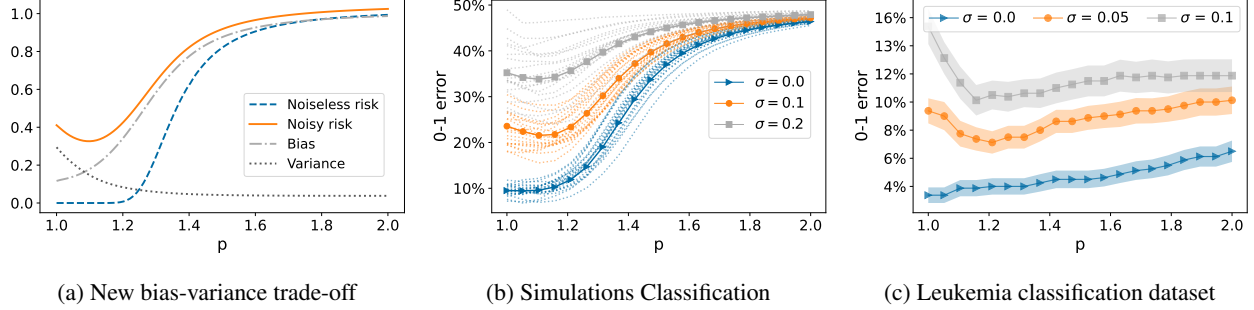 1.0
0.8
0.6
0.4
0.2
0.0
Noiseless risk
Noisy risk
Bias
Variance
1.0 1.2 1.4 1.6 1.8 2.0
p
(a) New bias-variance trade-off
50%
40%
30%
20%
10%
0-1 error
σ = 0.0
σ = 0.1
σ = 0.2
1.0 1.2 1.4 1.6 1.8 2.0
p
(b) Simulations Classification
16%
13%
12%
10%
8%
6%
4%
0-1 error
σ = 0.0 σ = 0.05 σ = 0.1
1.0 1.2 1.4 1.6 1.8 2.0
p
(c) Leukemia classification dataset